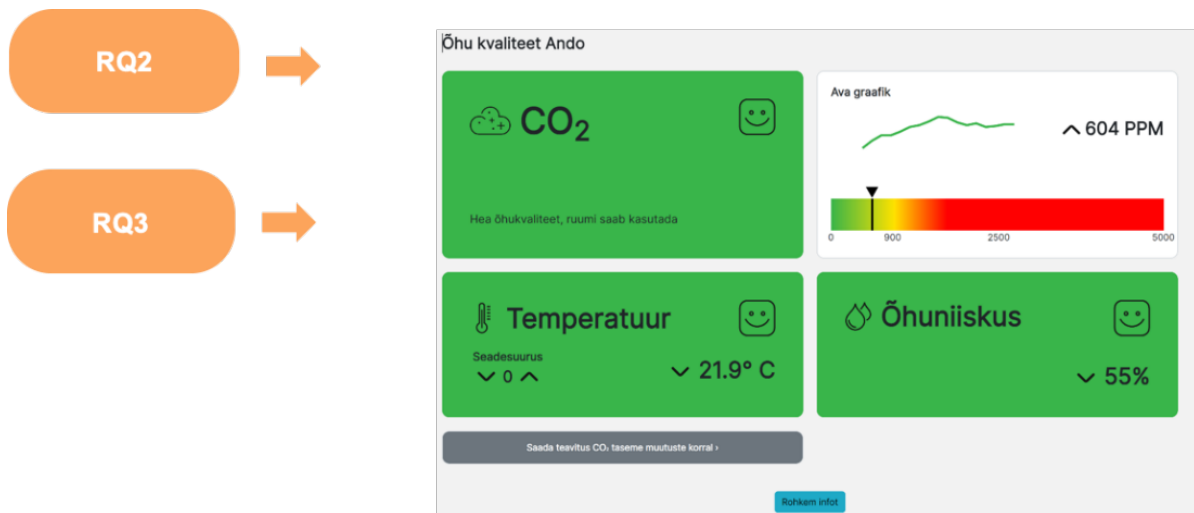 RQ2
RQ3
Õhu kvaliteet Ando
CO₂
Hea õhukvaliteet, ruumi saab kasutada
Ava graafik
604 PPM
0 900 2500 5000
Temperatuur
Seadesuurus
0
21.9° C
Õhuniiskus
55%
Saada teavitus CO₂ taseme muutuste korral ›
Rohkem infot